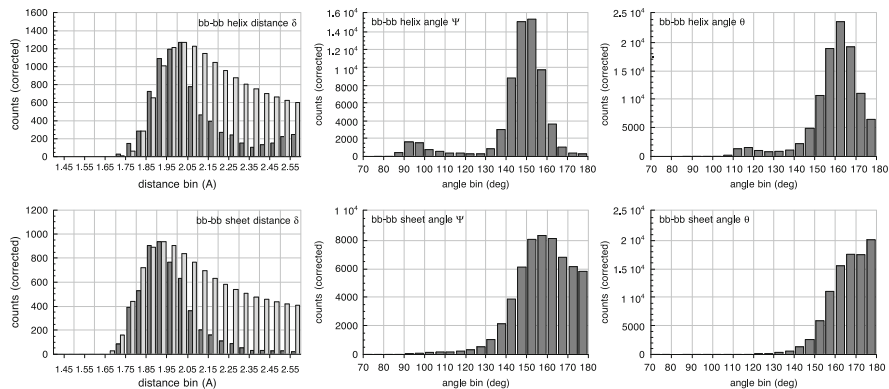 bb-bb helix distance δ
counts (corrected)
1600
1400
1200
1000
800
600
400
200
0
1.45 1.55 1.65 1.75 1.85 1.95 2.05 2.15 2.25 2.35 2.45 2.55
distance bin (A)
bb-bb helix angle Ψ
counts (corrected)
1.6 10⁴
1.4 10⁴
1.2 10⁴
1 10⁴
8000
6000
4000
2000
0
70 80 90 100 110 120 130 140 150 160 170 180
angle bin (deg)
bb-bb helix angle θ
counts (corrected)
2.5 10⁴
2 10⁴
1.5 10⁴
1 10⁴
5000
0
70 80 90 100 110 120 130 140 150 160 170 180
angle bin (deg)
bb-bb sheet distance δ
counts (corrected)
1200
1000
800
600
400
200
0
1.45 1.55 1.65 1.75 1.85 1.95 2.05 2.15 2.25 2.35 2.45 2.55
distance bin (A)
bb-bb sheet angle Ψ
counts (corrected)
1 10⁴
8000
6000
4000
2000
0
70 80 90 100 110 120 130 140 150 160 170 180
angle bin (deg)
bb-bb sheet angle θ
counts (corrected)
2.5 10⁴
2 10⁴
1.5 10⁴
1 10⁴
5000
0
70 80 90 100 110 120 130 140 150 160 170 180
angle bin (deg)